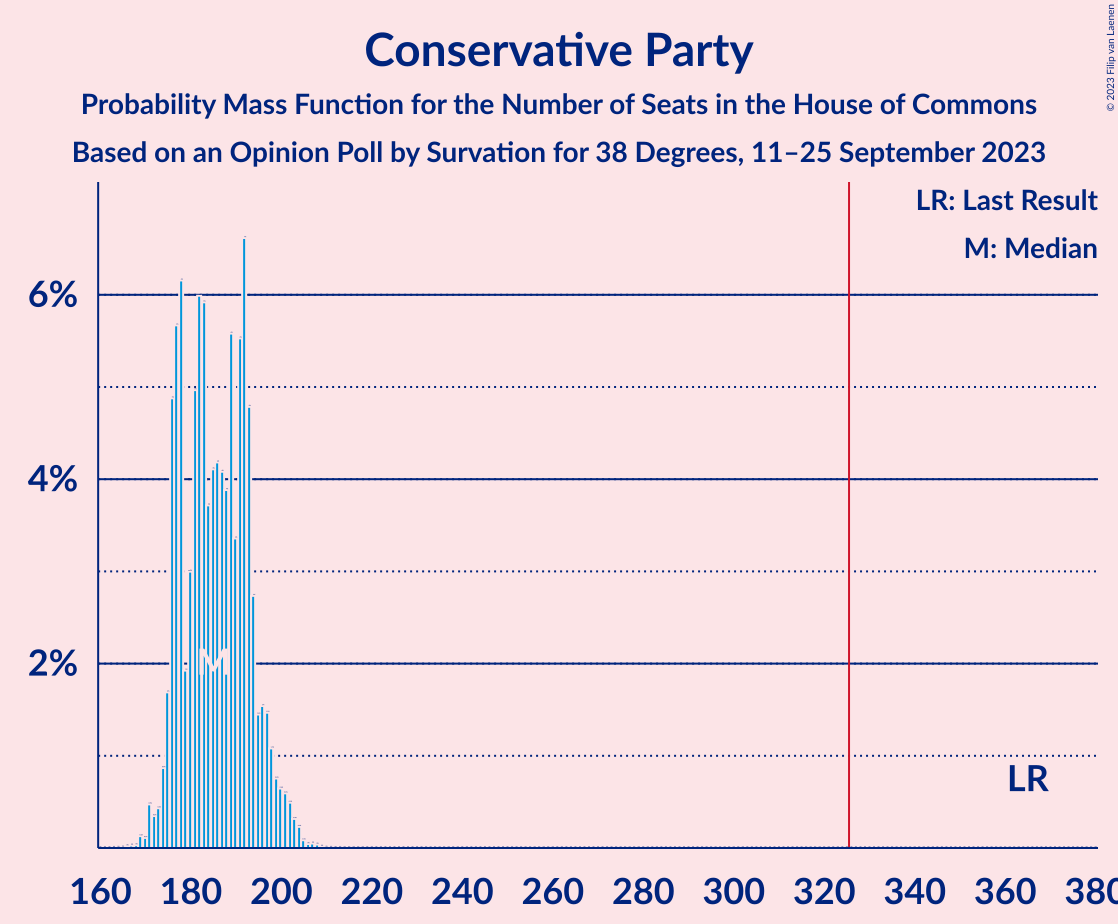 Conservative Party
Probability Mass Function for the Number of Seats in the House of Commons
Based on an Opinion Poll by Survation for 38 Degrees, 11–25 September 2023
© 2023 Filip van Laenen
LR: Last Result
M: Median
6%
4%
2%
M
LR
160 180 200 220 240 260 280 300 320 340 360 380